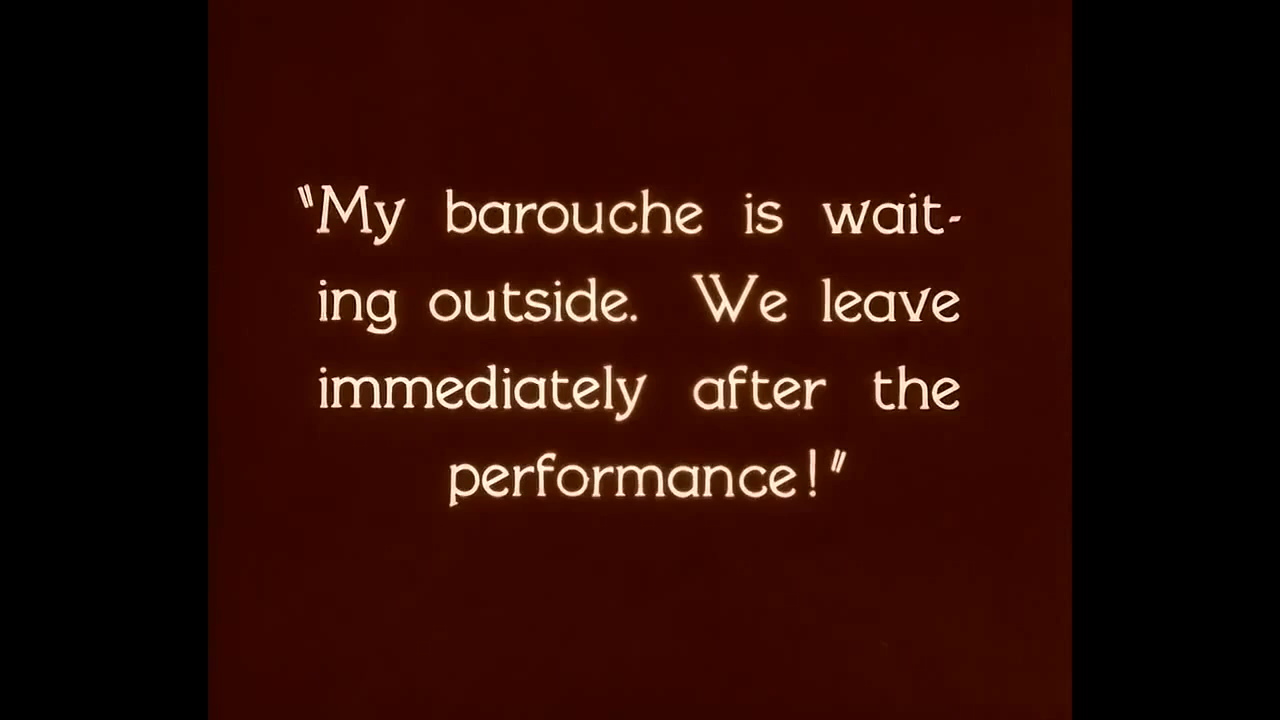 "My barouche is wait-
ing outside. We leave
immediately after the
performance!"